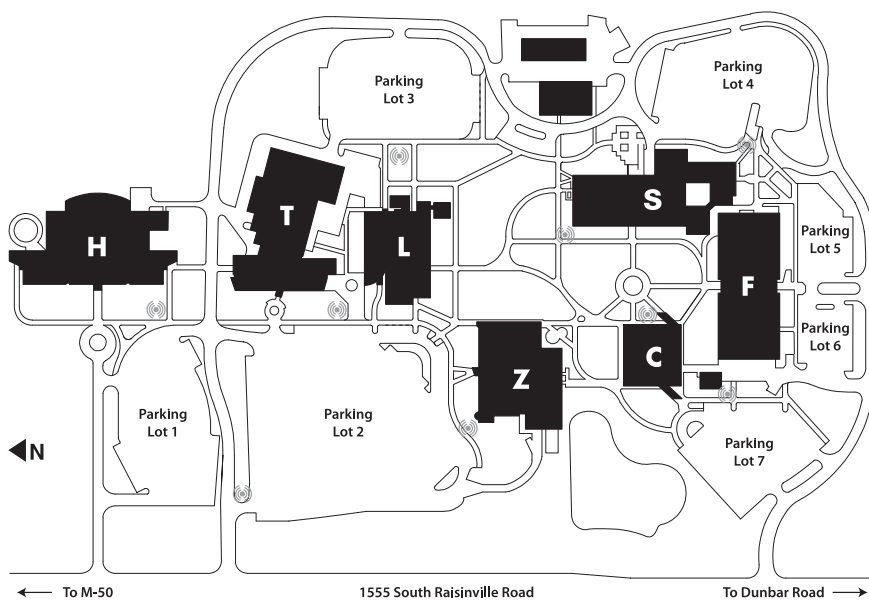 Parking
Lot 3
Parking
Lot 4
T
S
H
L
Parking
Lot 5
F
Parking
Lot 6
C
Z
Parking
Lot 1
Parking
Lot 2
Parking
Lot 7
N
To M-50
1555 South Raisinville Road
To Dunbar Road